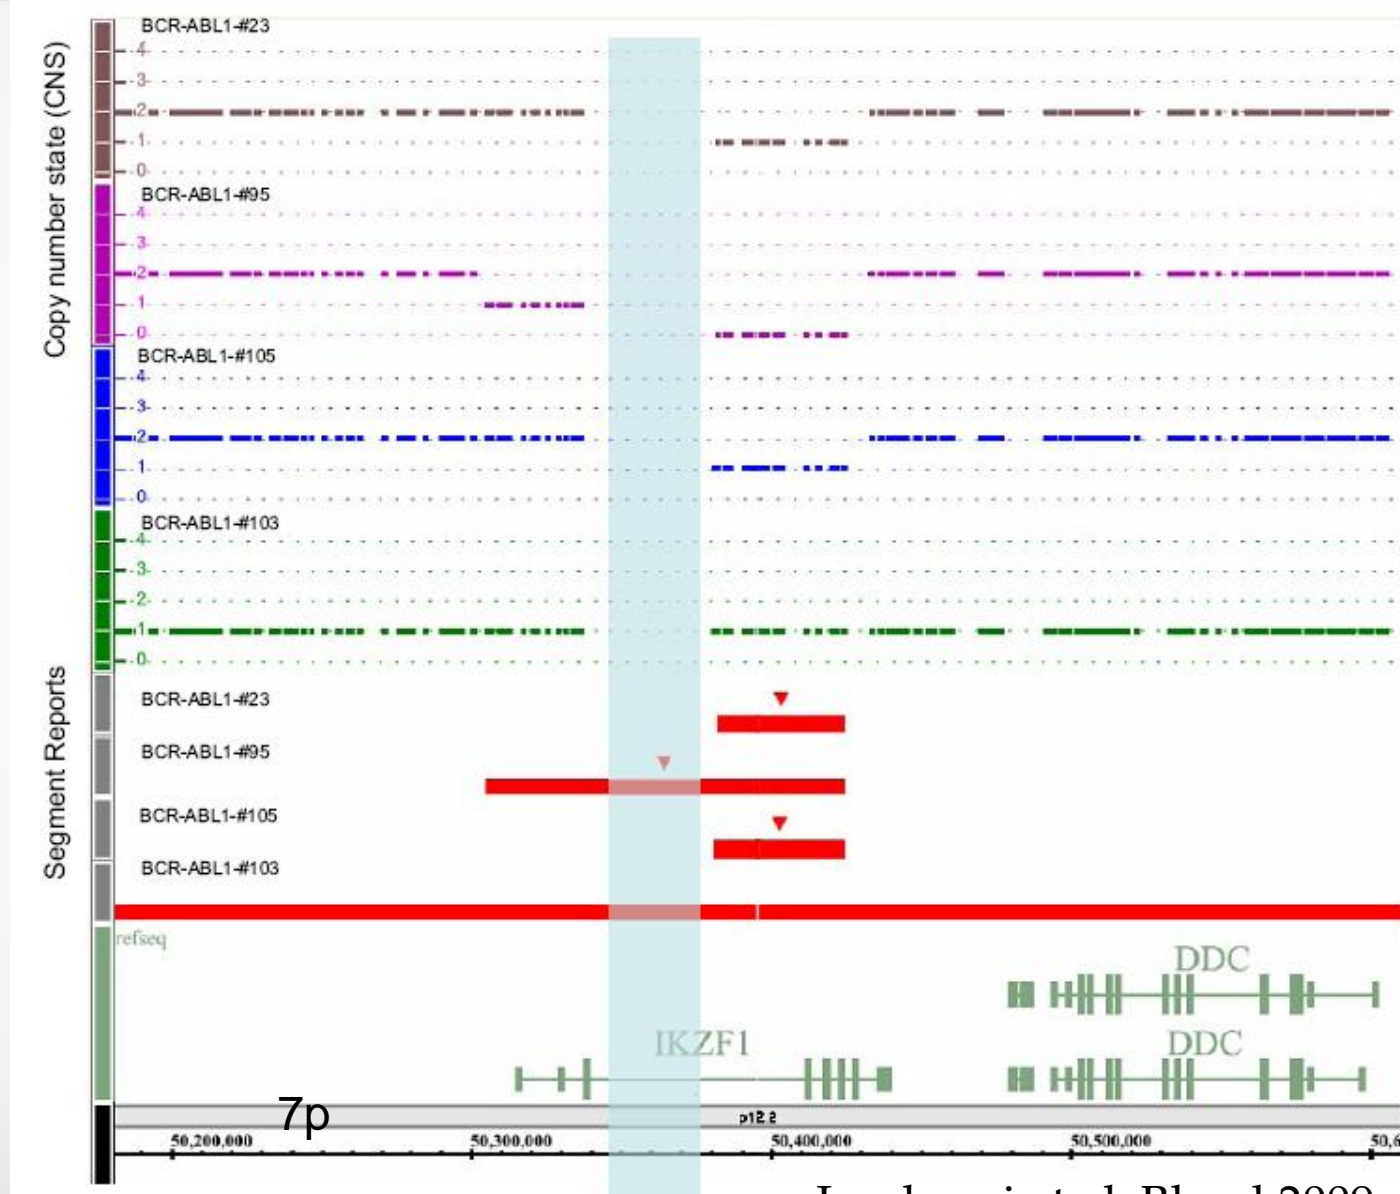 Copy number state (CNS)
BCR-ABL1-#23
4
3
2
1
0
BCR-ABL1-#95
4
3
2
1
0
BCR-ABL1-#105
4
3
2
1
0
BCR-ABL1-#103
4
3
2
1
0
Segment Reports
BCR-ABL1-#23
BCR-ABL1-#95
BCR-ABL1-#105
BCR-ABL1-#103
refseq
DDC
IKZF1 DDC
7p
p12.2
50,200,000 50,300,000 50,400,000 50,500,000 50,6